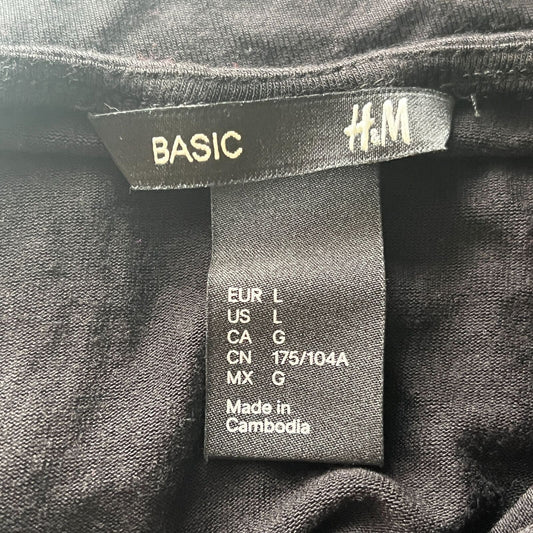 BASIC H&M
EUR L
US L
CA G
CN 175/104A
MX G
Made in
Cambodia